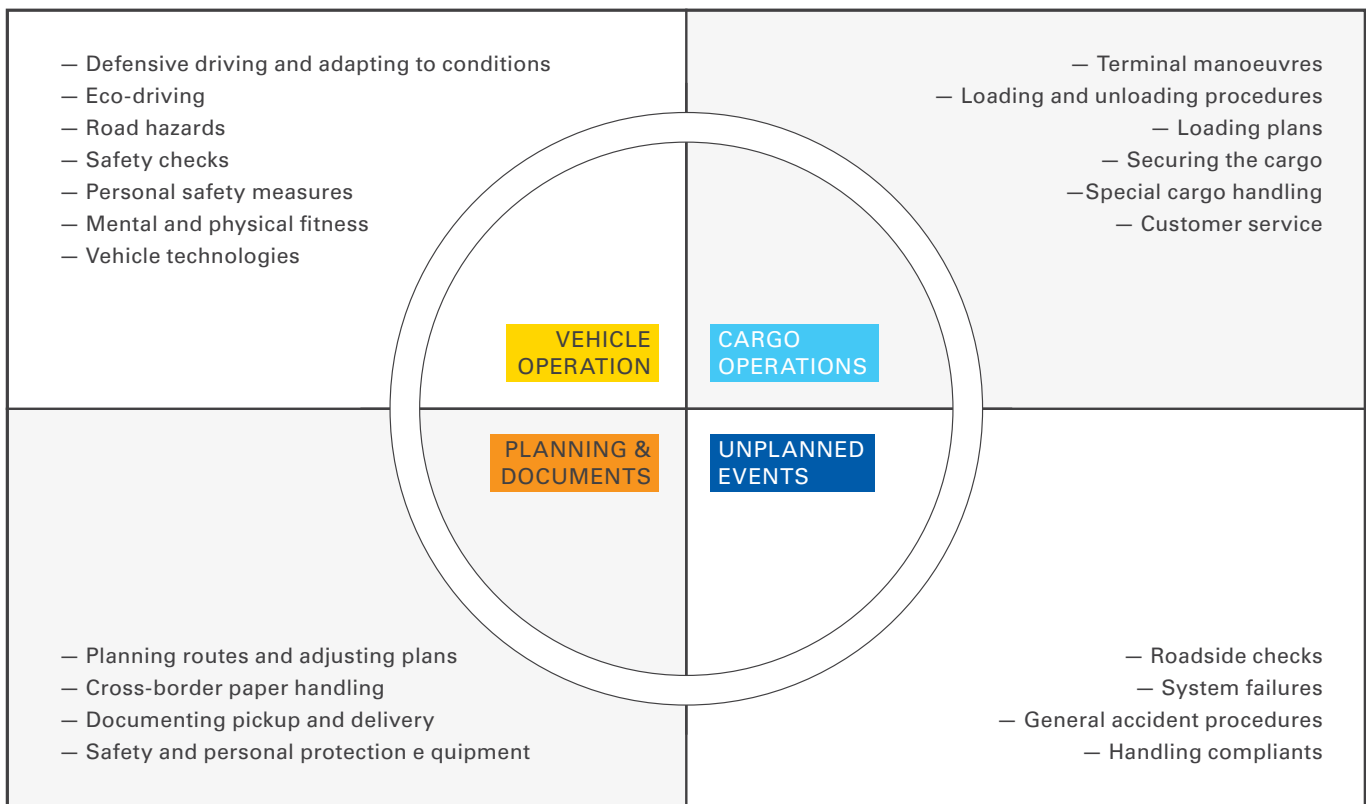 — Defensive driving and adapting to conditions
— Eco-driving
— Road hazards
— Safety checks
— Personal safety measures
— Mental and physical fitness
— Vehicle technologies
— Terminal manoeuvres
— Loading and unloading procedures
— Loading plans
— Securing the cargo
—Special cargo handling
— Customer service
VEHICLE
OPERATION
CARGO
OPERATIONS
PLANNING &
DOCUMENTS
UNPLANNED
EVENTS
— Planning routes and adjusting plans
— Cross-border paper handling
— Documenting pickup and delivery
— Safety and personal protection e quipment
— Roadside checks
— System failures
— General accident procedures
— Handling compliants